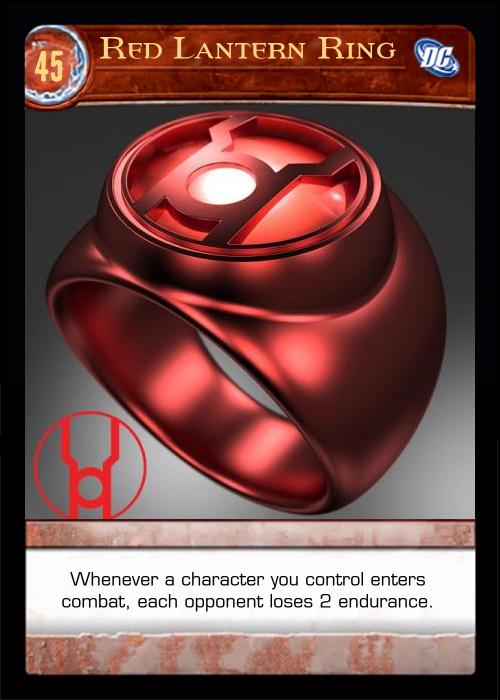 45
Red Lantern Ring
DC
Whenever a character you control enters
combat, each opponent loses 2 endurance.